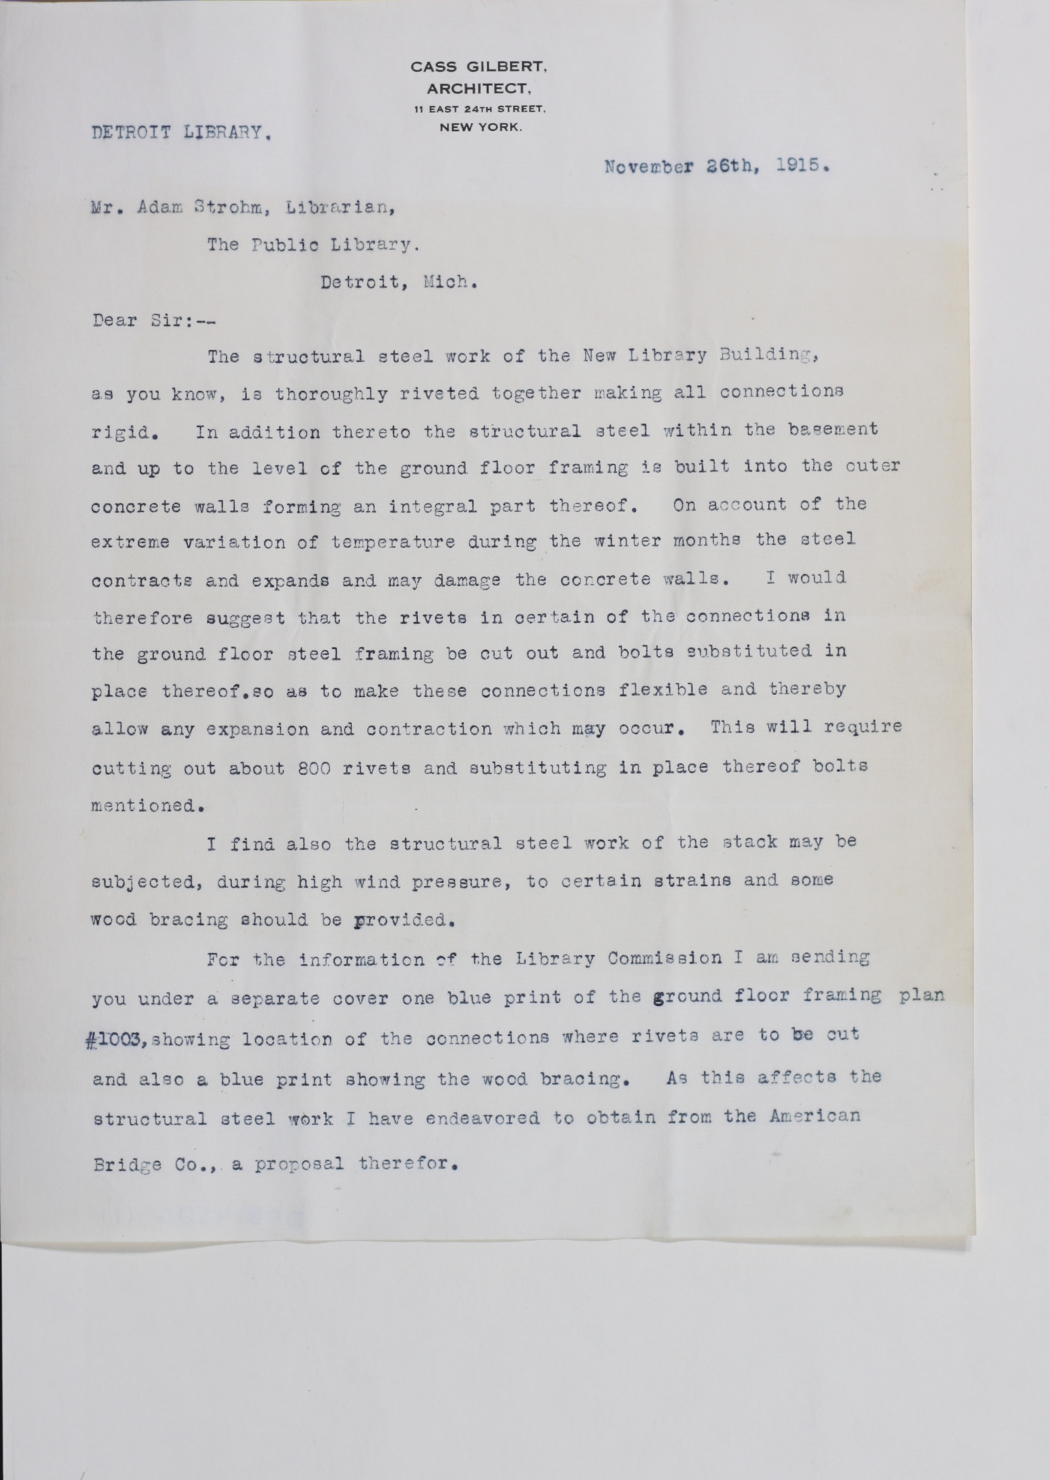 CASS GILBERT,
ARCHITECT,
11 EAST 24TH STREET,
NEW YORK.
DETROIT LIBRARY.
November 26th, 1915.
Mr. Adam Strohm, Librarian,
The Public Library.
Detroit, Mich.
Dear Sir:--
The structural steel work of the New Library Building,
as you know, is thoroughly riveted together making all connections
rigid. In addition thereto the structural steel within the basement
and up to the level of the ground floor framing is built into the outer
concrete walls forming an integral part thereof. On account of the
extreme variation of temperature during the winter months the steel
contracts and expands and may damage the concrete walls. I would
therefore suggest that the rivets in certain of the connections in
the ground floor steel framing be cut out and bolts substituted in
place thereof.so as to make these connections flexible and thereby
allow any expansion and contraction which may occur. This will require
cutting out about 800 rivets and substituting in place thereof bolts
mentioned.
I find also the structural steel work of the stack may be
subjected, during high wind pressure, to certain strains and some
wood bracing should be provided.
For the information of the Library Commission I am sending
you under a separate cover one blue print of the ground floor framing plan
#1003,showing location of the connections where rivets are to be cut
and also a blue print showing the wood bracing. As this affects the
structural steel work I have endeavored to obtain from the American
Bridge Co., a proposal therefor.